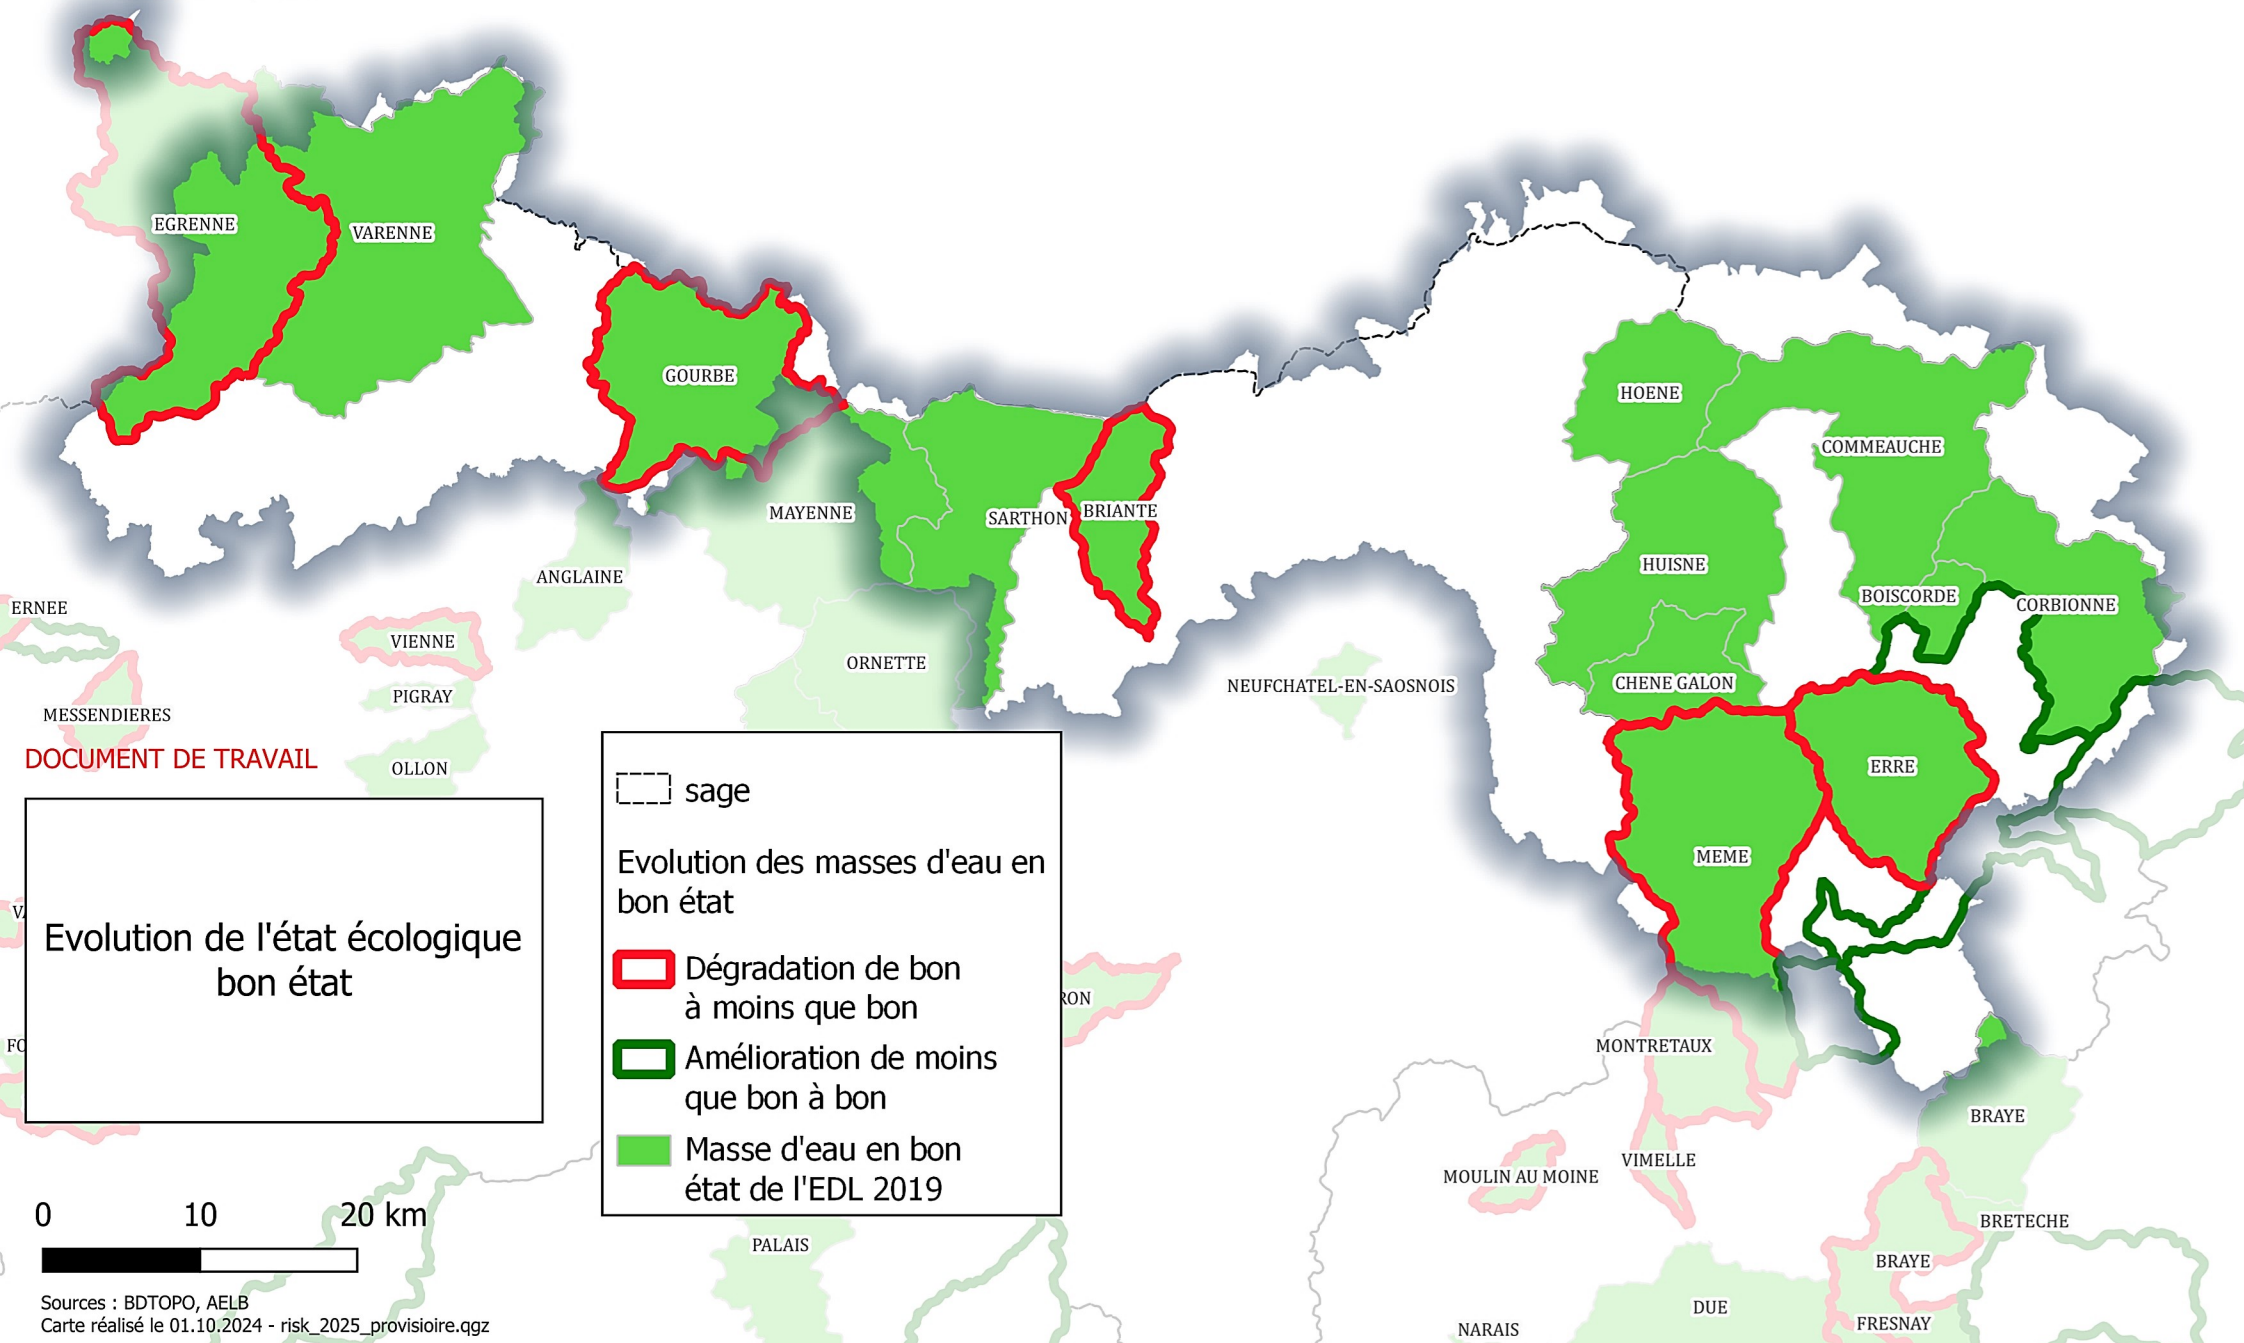 EGRENNE
VARENNE
GOURBE
HOENE
COMMEAUCHE
MAYENNE
SARTHON
BRIANTE
HUISNE
ANGLAINE
BOISCORDE
CORBIONNE
ERNEE
VIENNE
ORNETTE
CHENE GALON
NEUFCHATEL-EN-SAOSNOIS
PIGRAY
MESSENDIERES
DOCUMENT DE TRAVAIL
OLLON
ERRE
MEME
sage
Evolution des masses d'eau en
bon état
Dégradation de bon
à moins que bon
Amélioration de moins
que bon à bon
Masse d'eau en bon
état de l'EDL 2019
Evolution de l'état écologique
bon état
RON
FO
MONTRETAUX
BRAYE
VIMELLE
MOULIN AU MOINE
BRETECHE
BRAYE
PALAIS
DUE
FRESNAY
NARAIS
0 10 20 km
Sources : BDTOPO, AELB
Carte réalisé le 01.10.2024 - risk_2025_provisioire.qgz